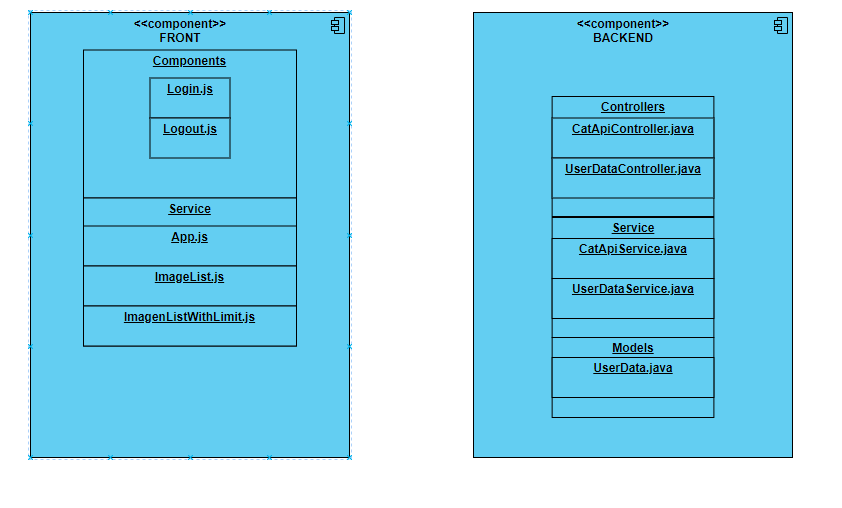 <<component>>
FRONT
Components
Login.js
Logout.js
Service
App.js
ImageList.js
ImagenListWithLimit.js
<<component>>
BACKEND
Controllers
CatApiController.java
UserDataController.java
Service
CatApiService.java
UserDataService.java
Models
UserData.java